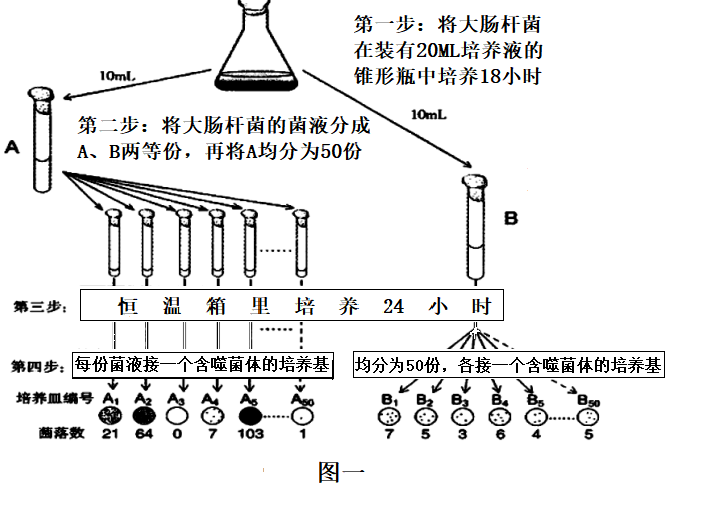 第一步：将大肠杆菌
在装有20ML培养液的
锥形瓶中培养18小时
10mL
10mL
第二步：将大肠杆菌的菌液分成
A、B两等份，再将A均分为50份
A
B
第三步：
恒温箱里培养24小时
第四步：
每份菌液接一个含噬菌体的培养基
均分为50份，各接一个含噬菌体的培养基
培养皿编号 A1 A2 A3 A4 A5 A50 B1 B2 B3 B4 B5 B50
菌落数 21 64 0 7 103 1 7 5 3 6 4 5
图一